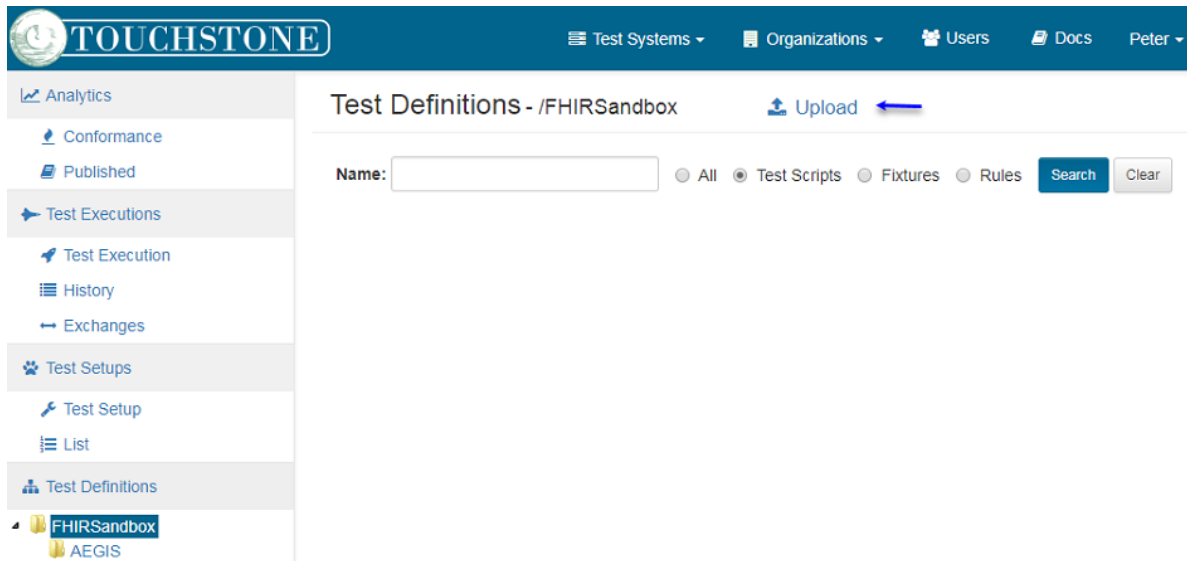 TOUCHSTONE
Test Systems
Organizations
Users
Docs
Peter
Analytics
Conformance
Published
Test Executions
Test Execution
History
Exchanges
Test Setups
Test Setup
List
Test Definitions
FHIRSandbox
AEGIS
Test Definitions - /FHIRSandbox
Upload
Name:
All
Test Scripts
Fixtures
Rules
Search
Clear